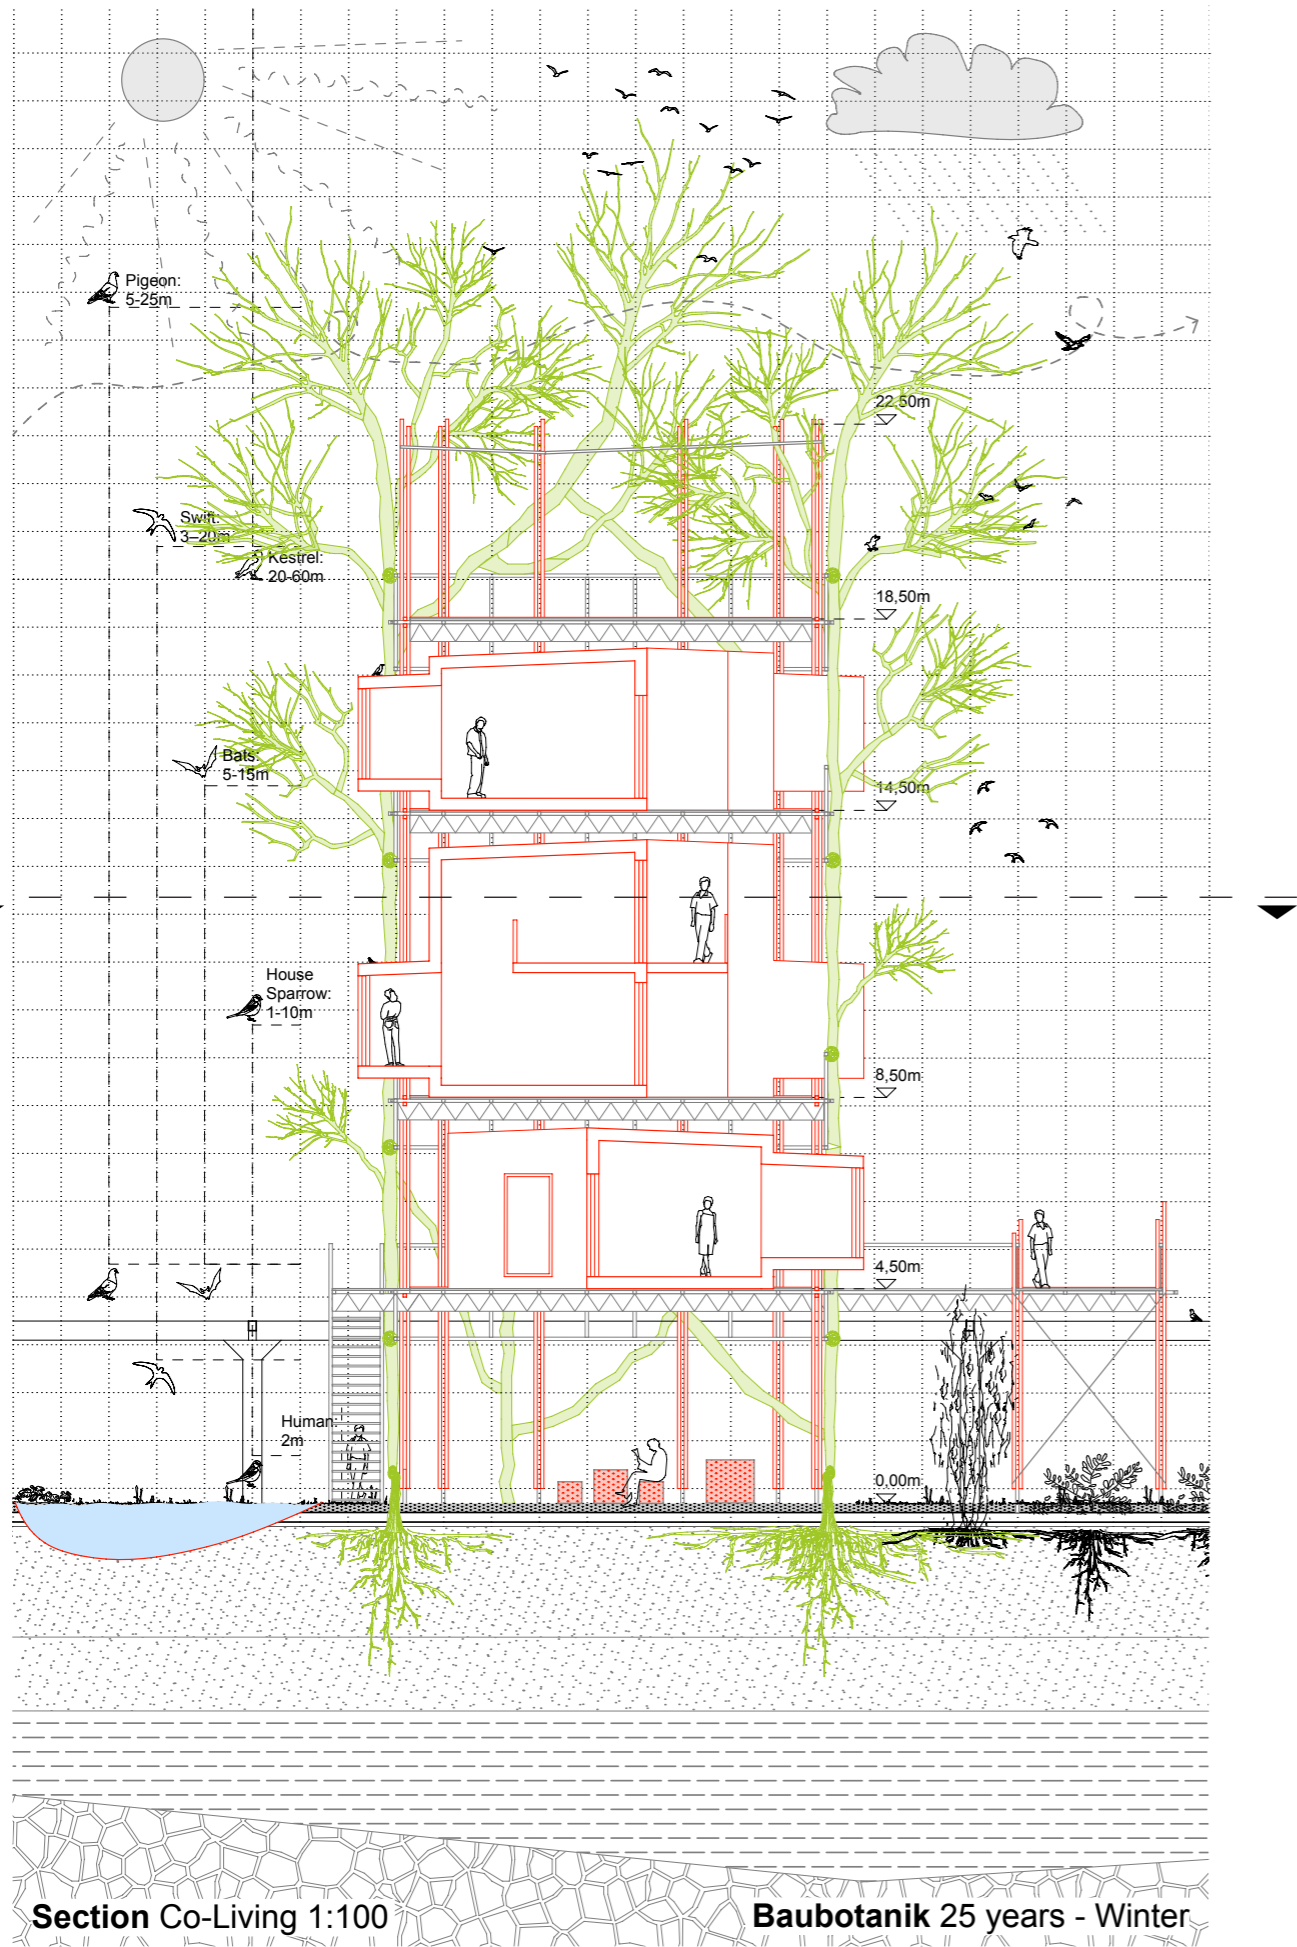 Pigeon:
5-25m
22,50m
Swift:
3–20m
Kestrel:
20-60m
18,50m
Bats:
5-15m
14,50m
House
Sparrow:
1-10m
8,50m
4,50m
Human:
2m
0,00m
Section Co-Living 1:100
Baubotanik 25 years - Winter